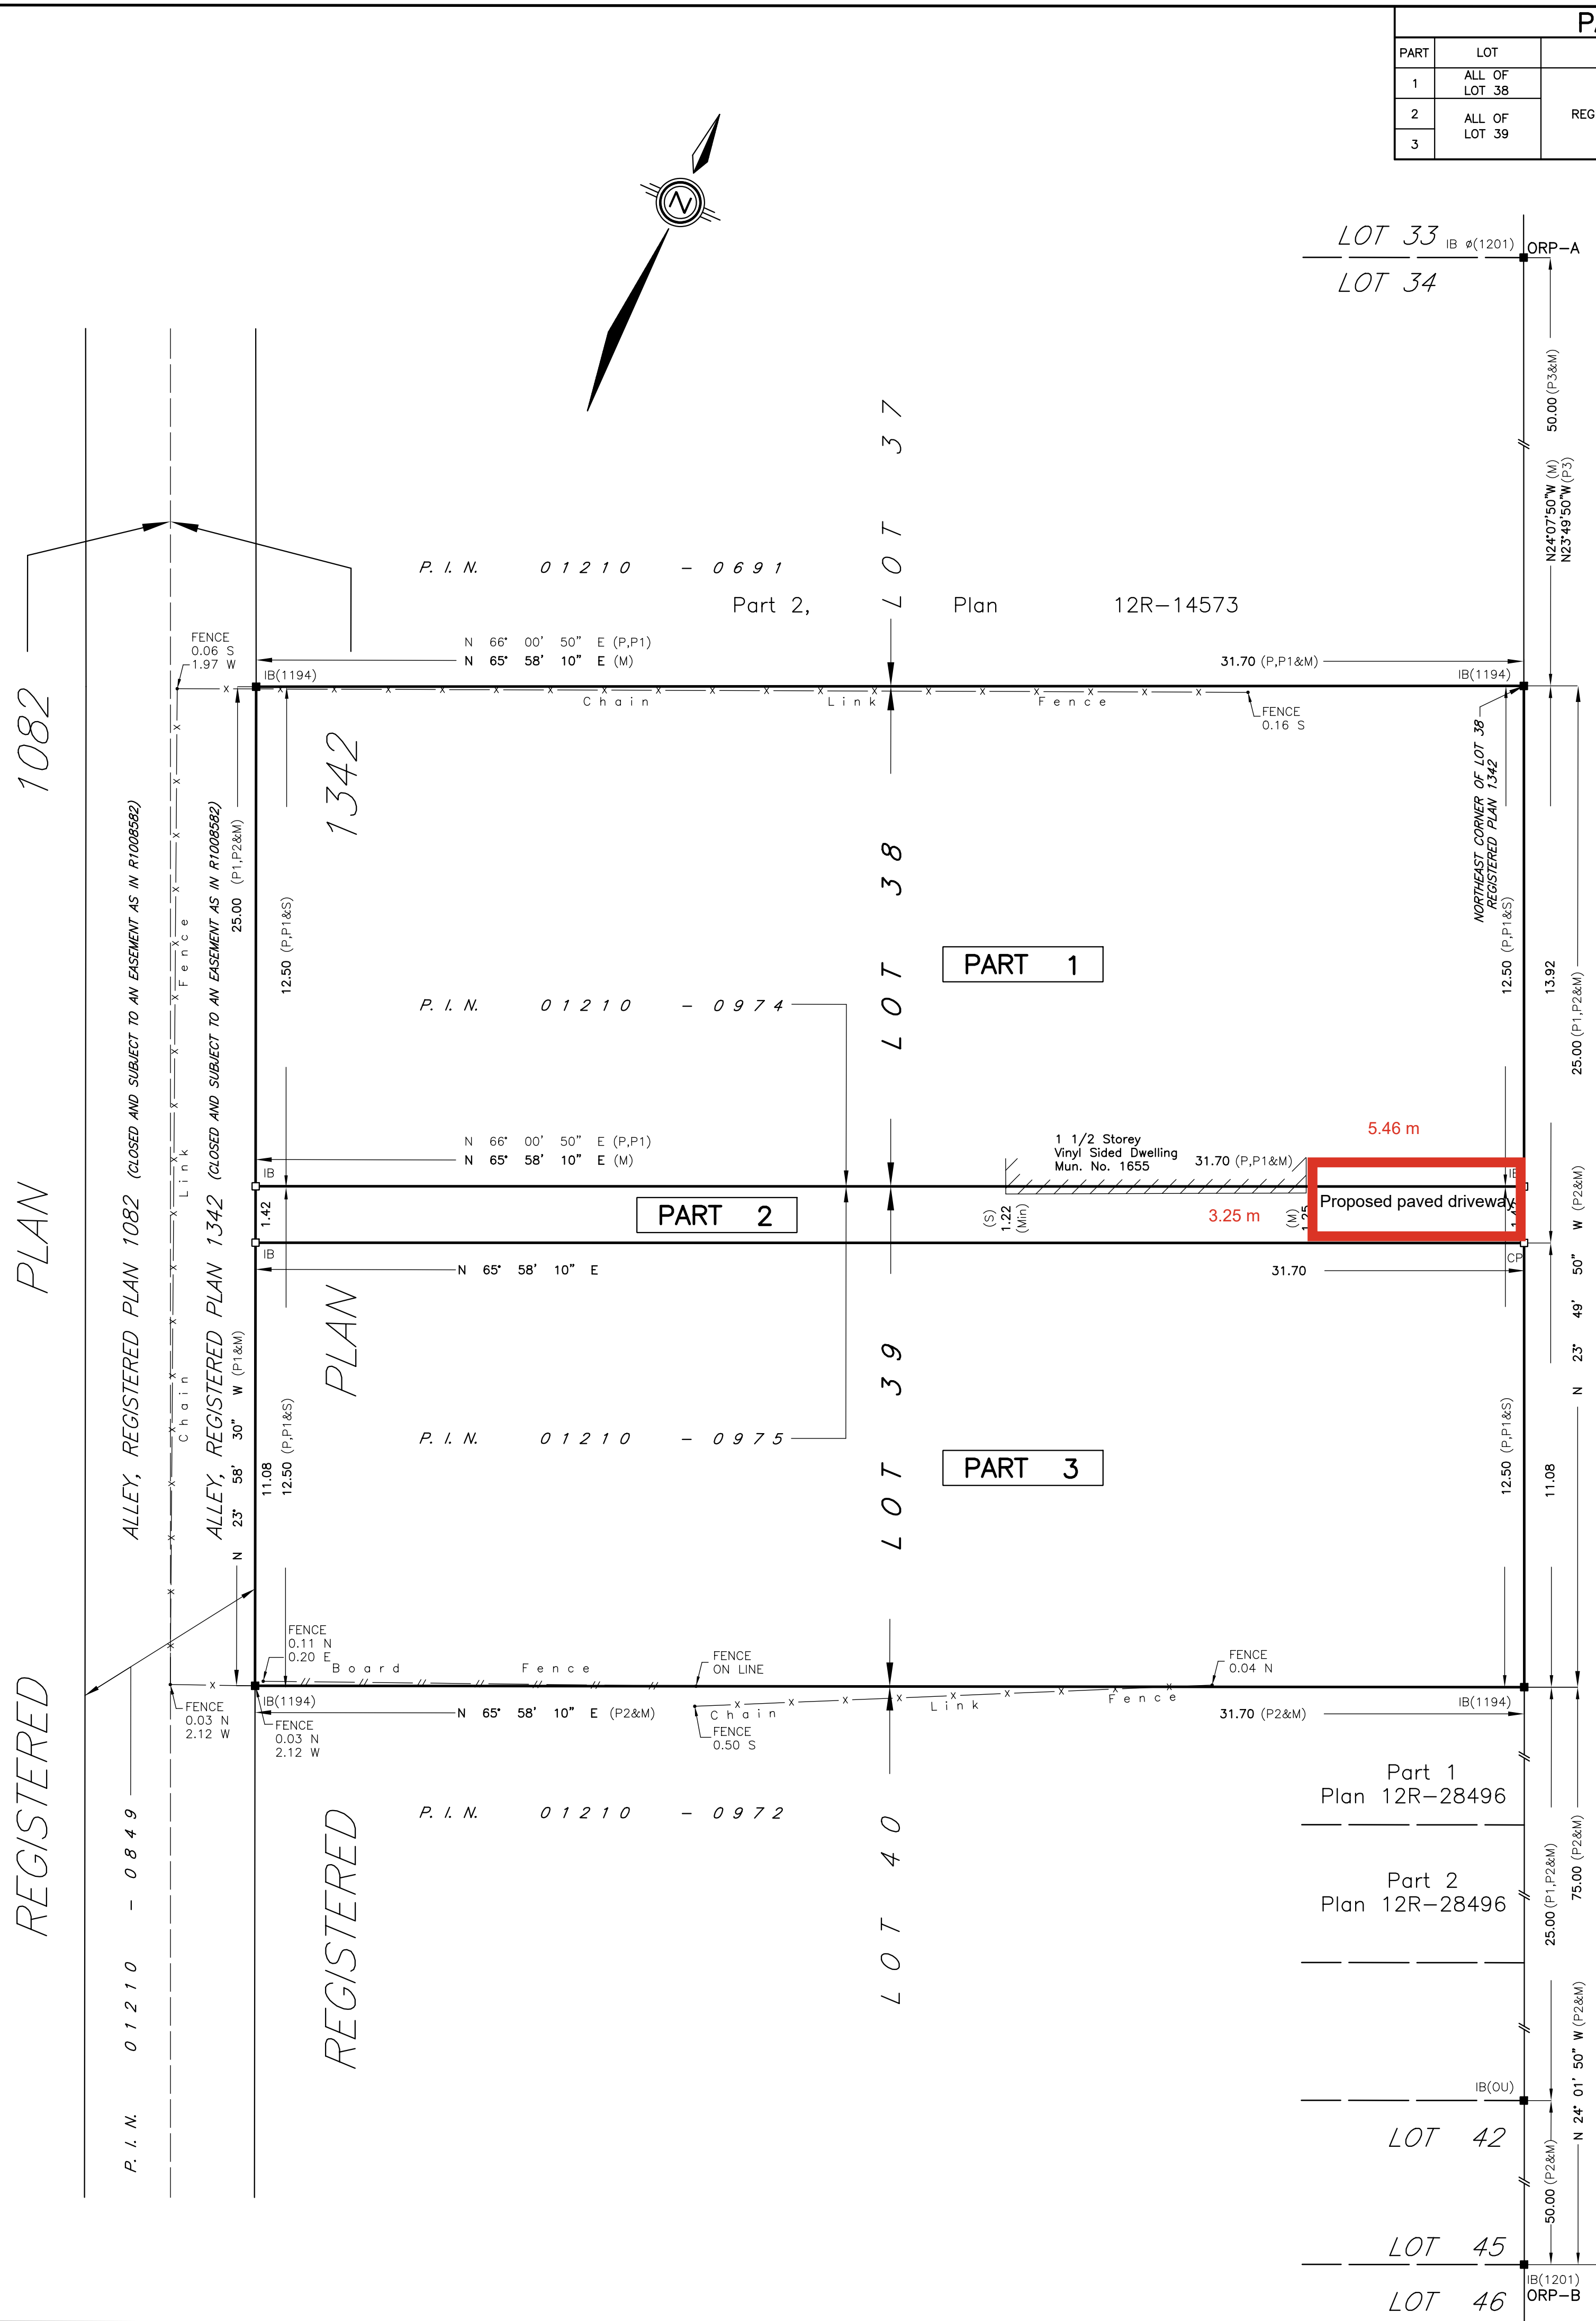 PART
LOT
1
ALL OF
LOT 38
2
ALL OF
LOT 39
REG
3
N
LOT 33
IB ø(1201)
ORP-A
LOT 34
50.00 (P3&M)
N24°07'50"W (M)
N23°49'50"W (P3)
LOT 37
P. I. N. 01210 - 0691
Part 2, Plan 12R-14573
FENCE
0.06 S
1.97 W
N 66° 00' 50" E (P,P1)
N 65° 58' 10" E (M)
31.70 (P,P1&M)
IB(1194)
IB(1194)
Chain Link Fence
FENCE
0.16 S
NORTHEAST CORNER OF LOT 38
REGISTERED PLAN 1342
REGISTERED PLAN 1082
ALLEY, REGISTERED PLAN 1082 (CLOSED AND SUBJECT TO AN EASEMENT AS IN R1008582)
Chain Link Fence
ALLEY, REGISTERED PLAN 1342 (CLOSED AND SUBJECT TO AN EASEMENT AS IN R1008582)
25.00 (P1,P2&M)
12.50 (P,P1&S)
REGISTERED PLAN 1342
LOT 38
PART 1
12.50 (P,P1&S)
13.92
25.00 (P1,P2&M)
P. I. N. 01210 - 0974
N 66° 00' 50" E (P,P1)
N 65° 58' 10" E (M)
1 1/2 Storey
Vinyl Sided Dwelling
Mun. No. 1655
31.70 (P,P1&M)
5.46 m
IB
IB
1.42
PART 2
(S)
1.22
(Min)
3.25 m
(M)
1.25
Proposed paved driveway
IB
CP
N 65° 58' 10" E
31.70
N 23° 49' 50" W (P2&M)
N 23° 58' 30" W (P1&M)
11.08
12.50 (P,P1&S)
LOT 39
P. I. N. 01210 - 0975
PART 3
12.50 (P,P1&S)
11.08
FENCE
0.11 N
0.20 E
Board Fence
FENCE
ON LINE
FENCE
0.04 N
FENCE
0.03 N
2.12 W
IB(1194)
FENCE
0.03 N
2.12 W
N 65° 58' 10" E (P2&M)
Chain Link Fence
FENCE
0.50 S
31.70 (P2&M)
IB(1194)
Part 1
Plan 12R-28496
P. I. N. 01210 - 0972
P. I. N. 01210 - 0849
LOT 40
Part 2
Plan 12R-28496
25.00 (P1,P2&M)
75.00 (P2&M)
N 24° 01' 50" W (P2&M)
IB(OU)
LOT 42
50.00 (P2&M)
LOT 45
IB(1201)
ORP-B
LOT 46